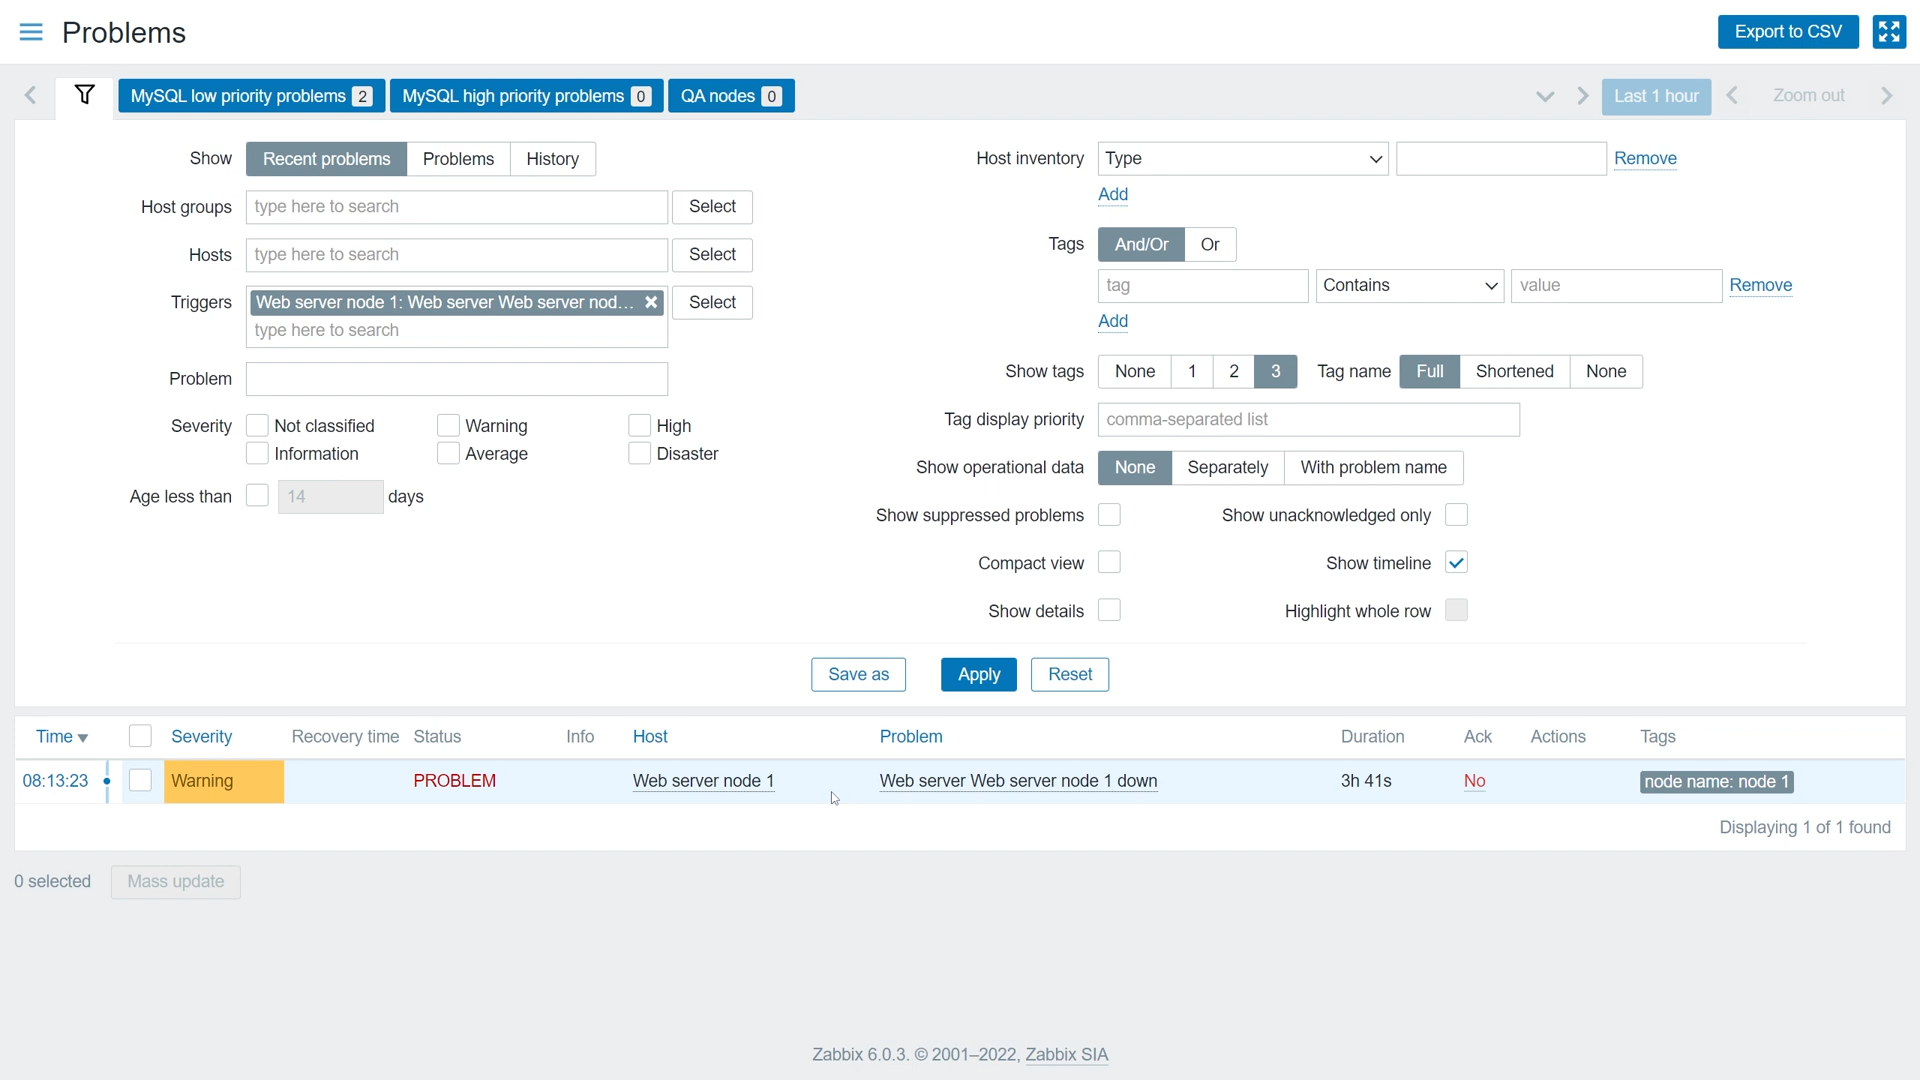 Problems
Export to CSV
MySQL low priority problems 2
MySQL high priority problems 0
QA nodes 0
Last 1 hour
Zoom out
Show
Recent problems
Problems
History
Host groups
type here to search
Select
Hosts
type here to search
Select
Triggers
Web server node 1: Web server Web server nod...
type here to search
Select
Problem
Severity
Not classified
Warning
High
Information
Average
Disaster
Age less than
14
days
Host inventory
Type
Remove
Add
Tags
And/Or
Or
tag
Contains
value
Remove
Add
Show tags
None
1
2
3
Tag name
Full
Shortened
None
Tag display priority
comma-separated list
Show operational data
None
Separately
With problem name
Show suppressed problems
Show unacknowledged only
Compact view
Show timeline
Show details
Highlight whole row
Save as
Apply
Reset
Time
Severity
Recovery time
Status
Info
Host
Problem
Duration
Ack
Actions
Tags
08:13:23
Warning
PROBLEM
Web server node 1
Web server Web server node 1 down
3h 41s
No
node name: node 1
Displaying 1 of 1 found
0 selected
Mass update
Zabbix 6.0.3. © 2001–2022, Zabbix SIA